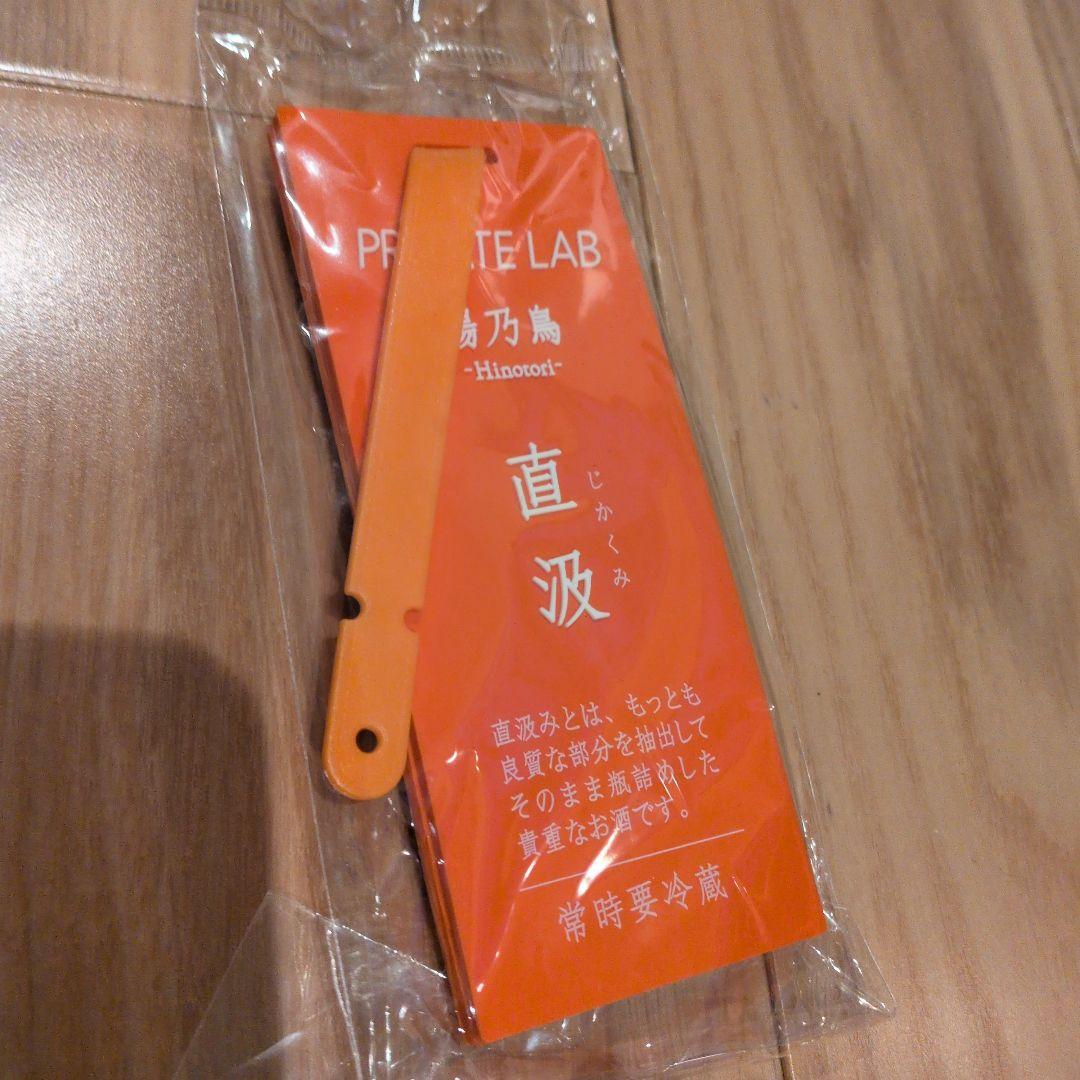 PR TE LAB
陽乃鳥
-Hinotori-
直汲
じかくみ
直汲みとは、もっとも
良質な部分を抽出して
そのまま瓶詰めした
貴重なお酒です。
常時要冷蔵